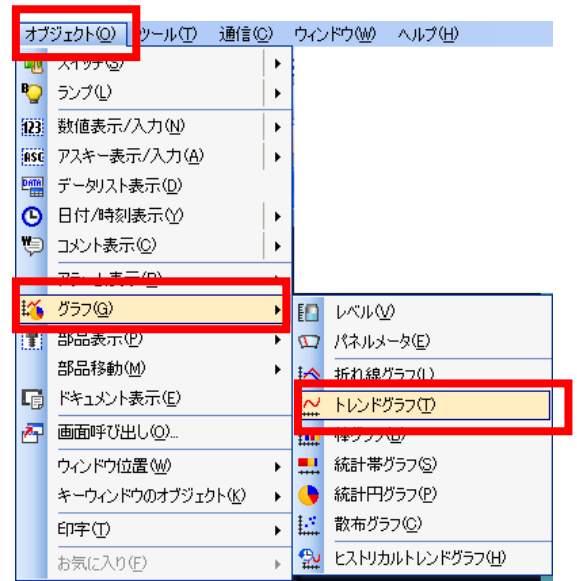 オブジェクト(O) ツール(T) 通信(C) ウィンドウ(W) ヘルプ(H)
スイッチ(S)
ランプ(L)
数値表示/入力(N)
アスキー表示/入力(A)
データリスト表示(D)
日付/時刻表示(Y)
コメント表示(C)
グラフ(G)
部品表示(P)
部品移動(M)
ドキュメント表示(E)
画面呼び出し(O)...
ウィンドウ位置(W)
キーウィンドウのオブジェクト(K)
印字(T)
お気に入り(F)
レベル(V)
パネルメータ(E)
折れ線グラフ(L)
トレンドグラフ(T)
棒グラフ(B)
統計帯グラフ(S)
統計円グラフ(P)
散布グラフ(C)
ヒストリカルトレンドグラフ(H)